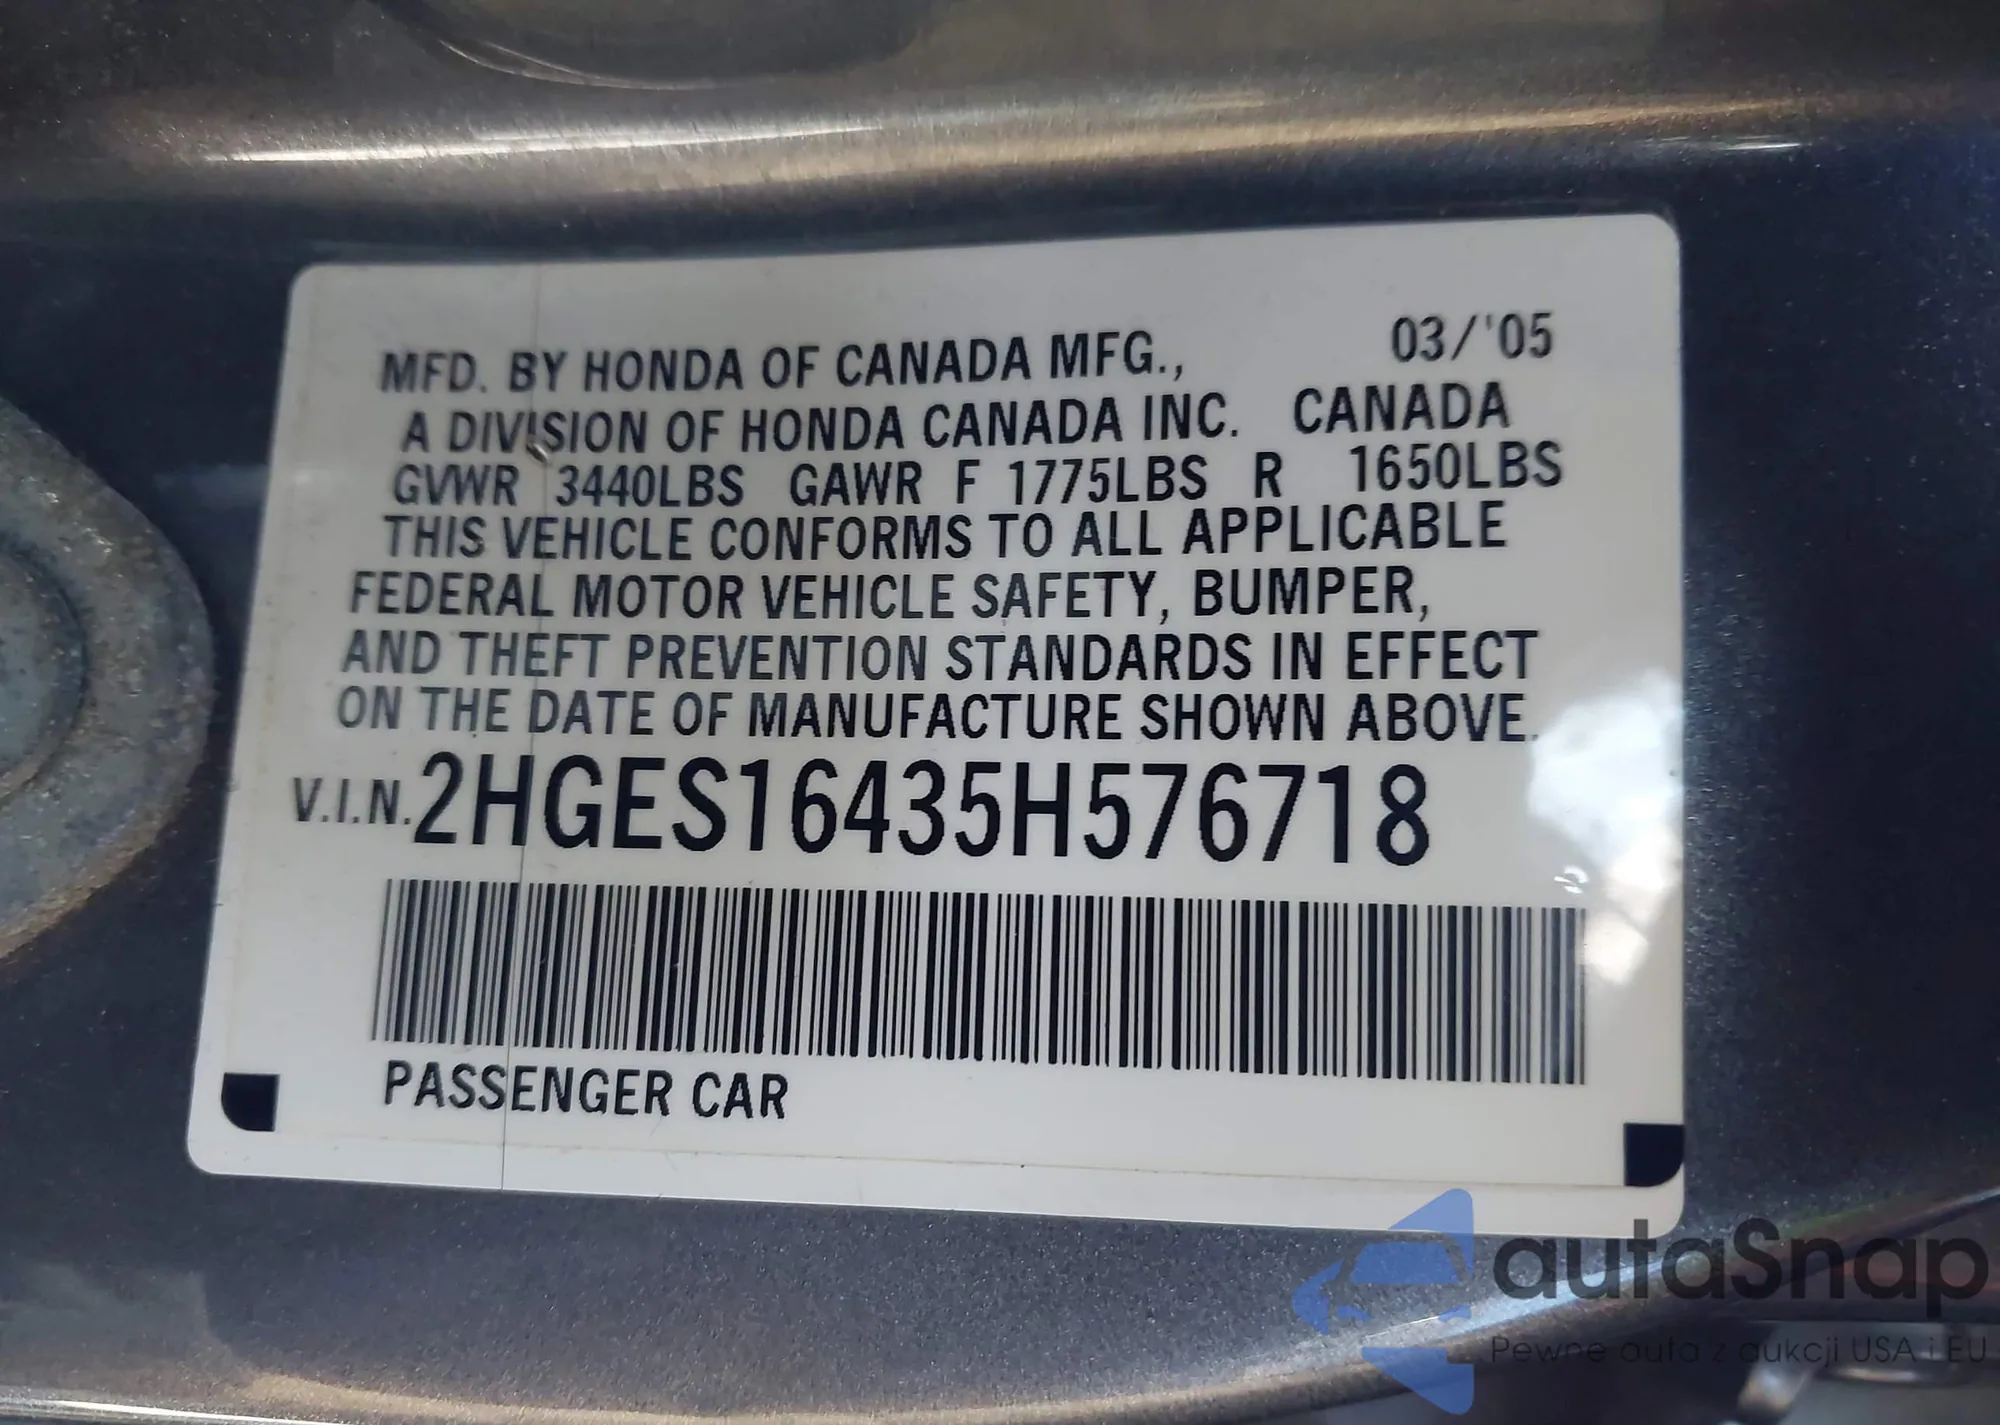 MFD. BY HONDA OF CANADA MFG., 03/'05
A DIVISION OF HONDA CANADA INC. CANADA
GVWR 3440LBS GAWR F 1775LBS R 1650LBS
THIS VEHICLE CONFORMS TO ALL APPLICABLE
FEDERAL MOTOR VEHICLE SAFETY, BUMPER,
AND THEFT PREVENTION STANDARDS IN EFFECT
ON THE DATE OF MANUFACTURE SHOWN ABOVE.
V.I.N. 2HGES16435H576718
PASSENGER CAR
autaSnap
Pewne auta z aukcji USA i EU